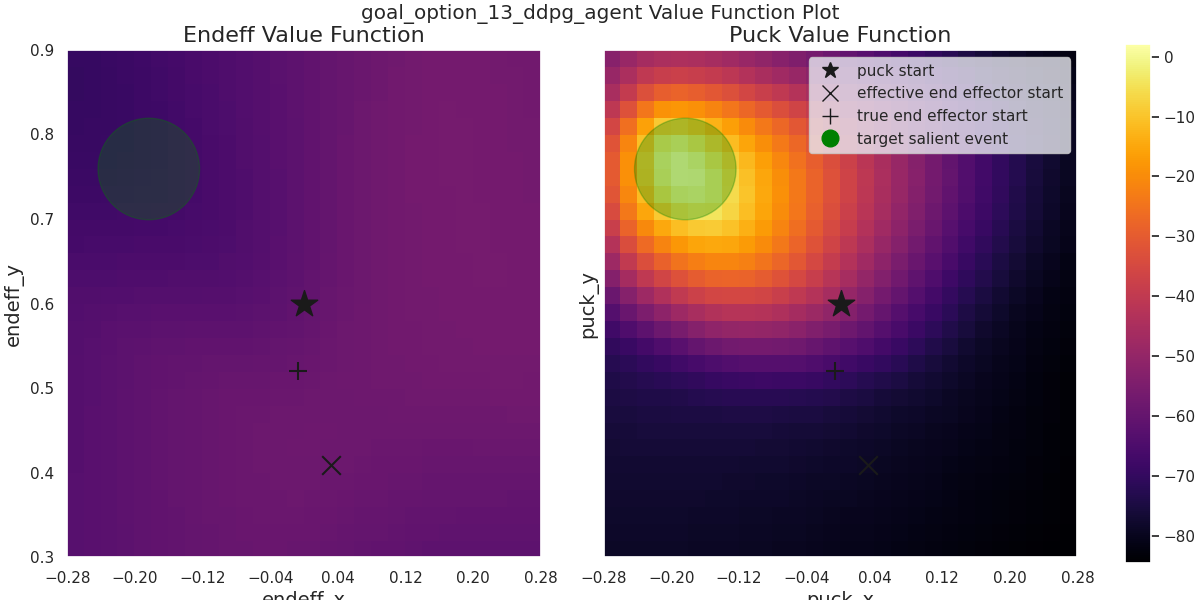 goal_option_13_ddpg_agent Value Function Plot
Endeff Value Function
0.9
0.8
0.7
0.6
0.5
0.4
0.3
endeff_y
−0.28 −0.20 −0.12 −0.04 0.04 0.12 0.20 0.28
endeff_x
Puck Value Function
puck start
effective end effector start
true end effector start
target salient event
puck_y
−0.28 −0.20 −0.12 −0.04 0.04 0.12 0.20 0.28
puck_x
0
−10
−20
−30
−40
−50
−60
−70
−80